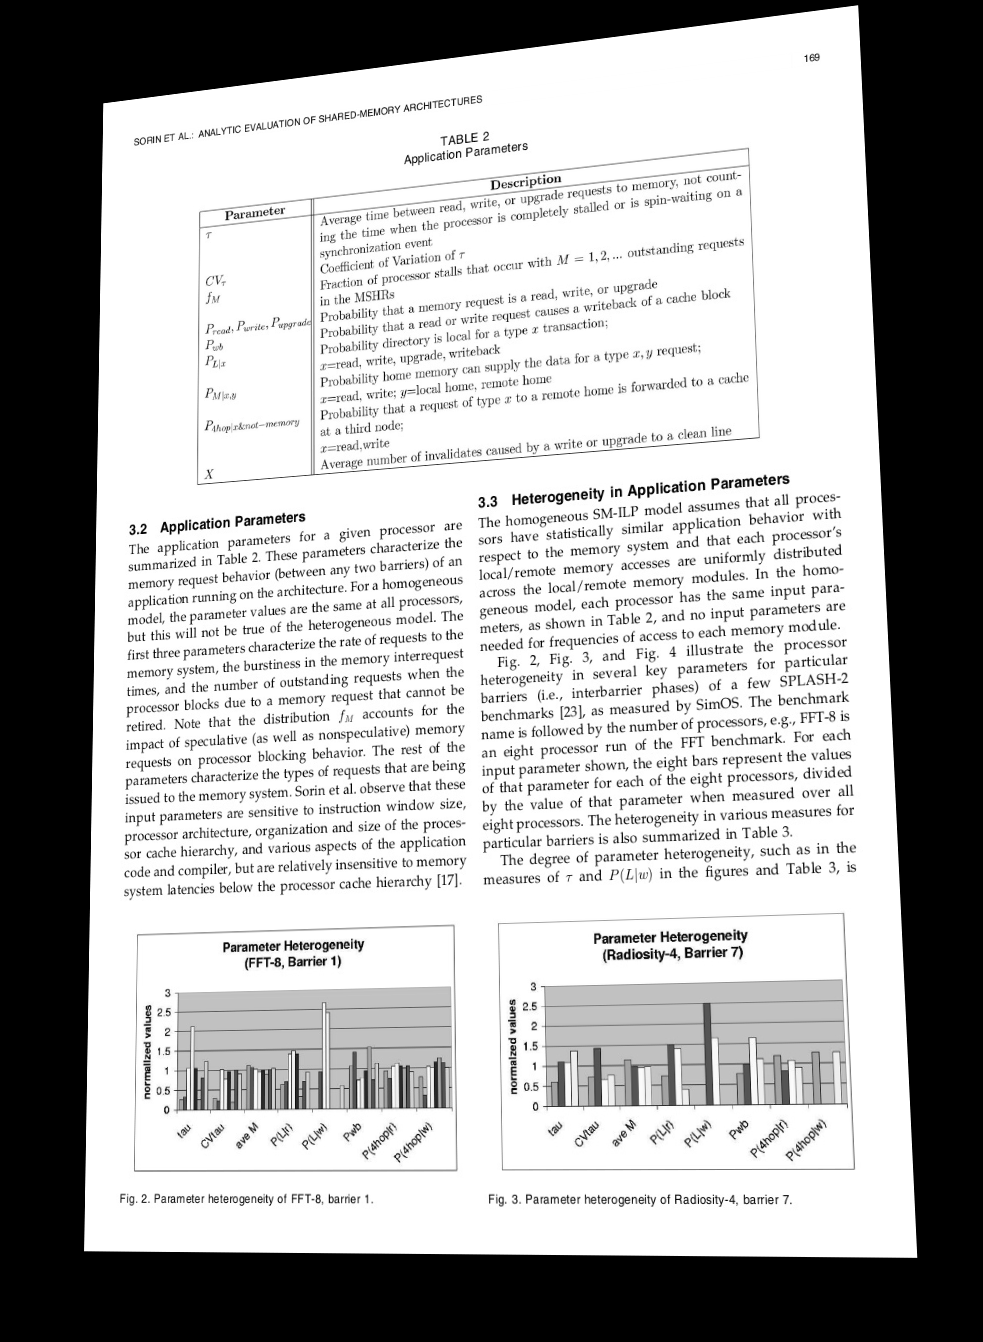 169
SORIN ET AL.: ANALYTIC EVALUATION OF SHARED-MEMORY ARCHITECTURES
TABLE 2
Application Parameters
Parameter Description
τ Average time between read, write, or upgrade requests to memory, not count-
ing the time when the processor is completely stalled or is spin-waiting on a
synchronization event
CVτ Coefficient of Variation of τ
fM Fraction of processor stalls that occur with M = 1, 2, ... outstanding requests
in the MSHRs
Pread, Pwrite, Pupgrade Probability that a memory request is a read, write, or upgrade
Pwb Probability that a read or write request causes a writeback of a cache block
PL|x Probability directory is local for a type x transaction;
x=read, write, upgrade, writeback
PM|x,y Probability home memory can supply the data for a type x, y request;
x=read, write; y=local home, remote home
P4hop|x&not−memory Probability that a request of type x to a remote home is forwarded to a cache
at a third node;
x=read,write
X Average number of invalidates caused by a write or upgrade to a clean line
3.2 Application Parameters
The application parameters for a given processor are
summarized in Table 2. These parameters characterize the
memory request behavior (between any two barriers) of an
application running on the architecture. For a homogeneous
model, the parameter values are the same at all processors,
but this will not be true of the heterogeneous model. The
first three parameters characterize the rate of requests to the
memory system, the burstiness in the memory interrequest
times, and the number of outstanding requests when the
processor blocks due to a memory request that cannot be
retired. Note that the distribution fM accounts for the
impact of speculative (as well as nonspeculative) memory
requests on processor blocking behavior. The rest of the
parameters characterize the types of requests that are being
issued to the memory system. Sorin et al. observe that these
input parameters are sensitive to instruction window size,
processor architecture, organization and size of the proces-
sor cache hierarchy, and various aspects of the application
code and compiler, but are relatively insensitive to memory
system latencies below the processor cache hierarchy [17].
3.3 Heterogeneity in Application Parameters
The homogeneous SM-ILP model assumes that all proces-
sors have statistically similar application behavior with
respect to the memory system and that each processor's
local/remote memory accesses are uniformly distributed
across the local/remote memory modules. In the homo-
geneous model, each processor has the same input para-
meters, as shown in Table 2, and no input parameters are
needed for frequencies of access to each memory module.
Fig. 2, Fig. 3, and Fig. 4 illustrate the processor
heterogeneity in several key parameters for particular
barriers (i.e., interbarrier phases) of a few SPLASH-2
benchmarks [23], as measured by SimOS. The benchmark
name is followed by the number of processors, e.g., FFT-8 is
an eight processor run of the FFT benchmark. For each
input parameter shown, the eight bars represent the values
of that parameter for each of the eight processors, divided
by the value of that parameter when measured over all
eight processors. The heterogeneity in various measures for
particular barriers is also summarized in Table 3.
The degree of parameter heterogeneity, such as in the
measures of τ and P(L|w) in the figures and Table 3, is
Parameter Heterogeneity
(FFT-8, Barrier 1)
normalized values
3
2.5
2
1.5
1
0.5
0
tau CVtau ave M P(L|r) P(L|w) Pwb P(4hop|r) P(4hop|w)
Fig. 2. Parameter heterogeneity of FFT-8, barrier 1.
Parameter Heterogeneity
(Radiosity-4, Barrier 7)
normalzed values
3
2.5
2
1.5
1
0.5
0
tau CVtau ave M P(L|r) P(L|w) Pwb P(4hop|r) P(4hop|w)
Fig. 3. Parameter heterogeneity of Radiosity-4, barrier 7.